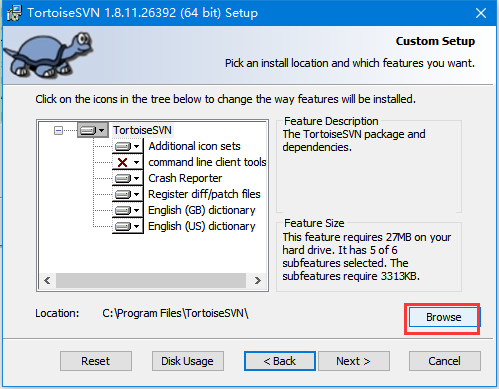 TortoiseSVN 1.8.11.26392 (64 bit) Setup
Custom Setup
Pick an install location and which features you want.
Click on the icons in the tree below to change the way features will be installed.
TortoiseSVN
Additional icon sets
command line client tools
Crash Reporter
Register diff/patch files
English (GB) dictionary
English (US) dictionary
Feature Description
The TortoiseSVN package and
dependencies.
Feature Size
This feature requires 27MB on your
hard drive. It has 5 of 6
subfeatures selected. The
subfeatures require 3313KB.
Location: C:\Program Files\TortoiseSVN\
Browse
Reset Disk Usage < Back Next > Cancel